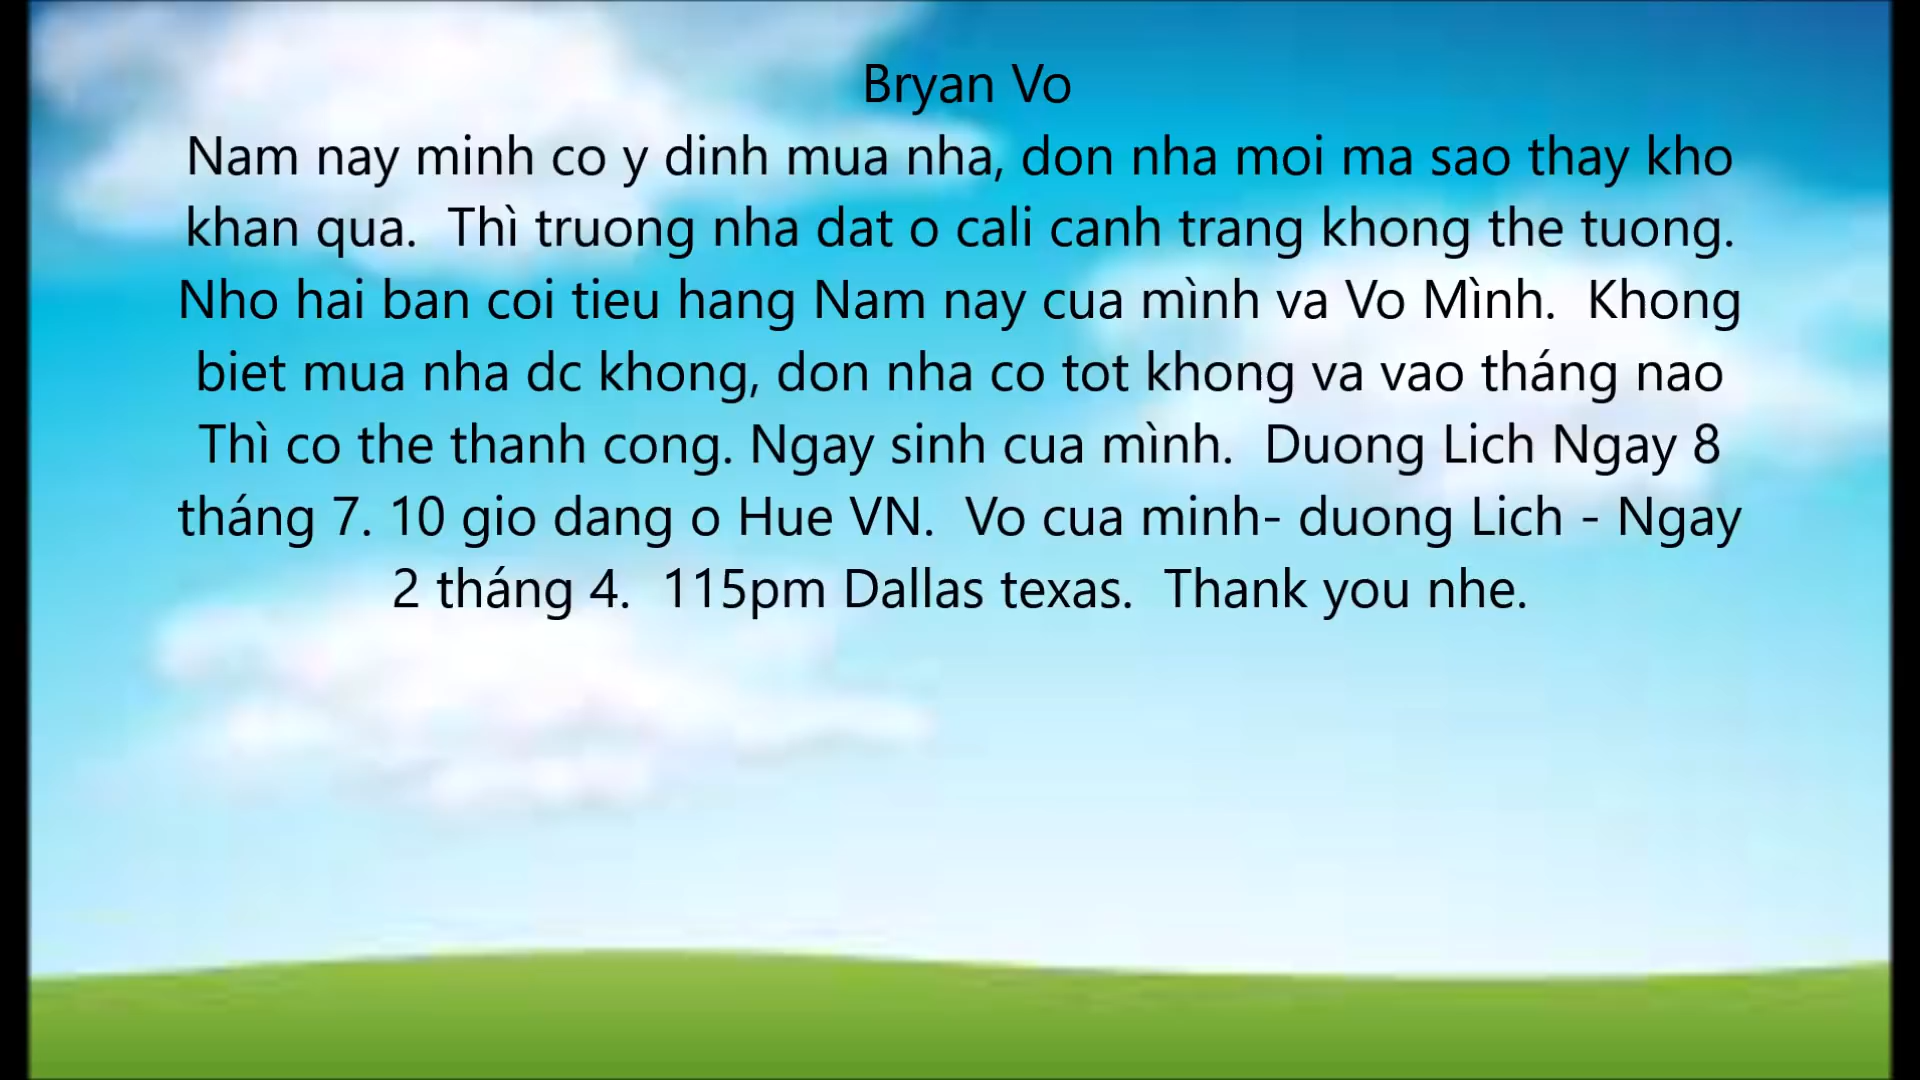 Bryan Vo
Nam nay minh co y dinh mua nha, don nha moi ma sao thay kho
khan qua.  Thì truong nha dat o cali canh trang khong the tuong.
Nho hai ban coi tieu hang Nam nay cua mình va Vo Mình.  Khong
biet mua nha dc khong, don nha co tot khong va vao tháng nao
Thì co the thanh cong. Ngay sinh cua mình.  Duong Lich Ngay 8
tháng 7. 10 gio dang o Hue VN.  Vo cua minh- duong Lich - Ngay
2 tháng 4.  115pm Dallas texas.  Thank you nhe.